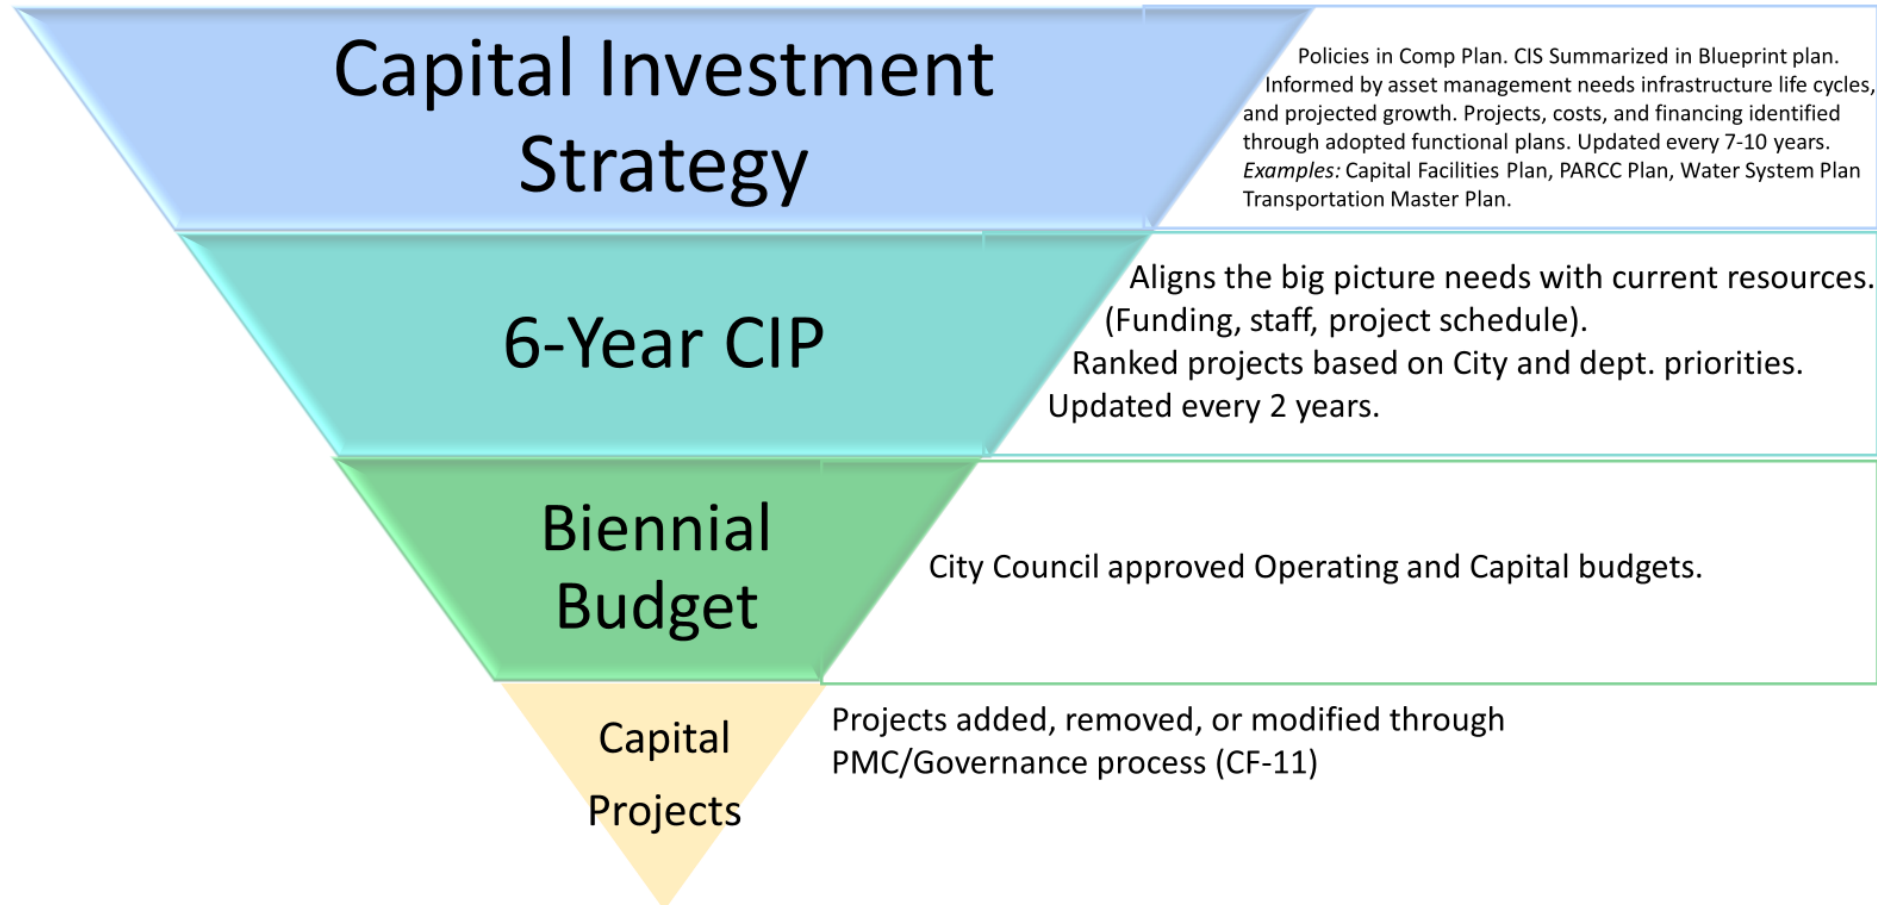 Capital Investment
Strategy
Policies in Comp Plan. CIS Summarized in Blueprint plan.
Informed by asset management needs infrastructure life cycles,
and projected growth. Projects, costs, and financing identified
through adopted functional plans. Updated every 7-10 years.
Examples: Capital Facilities Plan, PARCC Plan, Water System Plan
Transportation Master Plan.
6-Year CIP
Aligns the big picture needs with current resources.
(Funding, staff, project schedule).
Ranked projects based on City and dept. priorities.
Updated every 2 years.
Biennial
Budget
City Council approved Operating and Capital budgets.
Capital
Projects
Projects added, removed, or modified through
PMC/Governance process (CF-11)